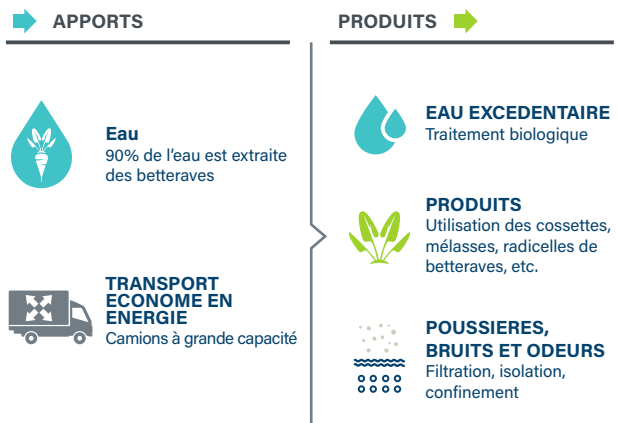 APPORTS
Eau
90% de l'eau est extraite
des betteraves
TRANSPORT
ECONOME EN
ENERGIE
Camions à grande capacité
PRODUITS
EAU EXCEDENTAIRE
Traitement biologique
PRODUITS
Utilisation des cossettes,
mélasses, radicelles de
betteraves, etc.
POUSSIERES,
BRUITS ET ODEURS
Filtration, isolation,
confinement